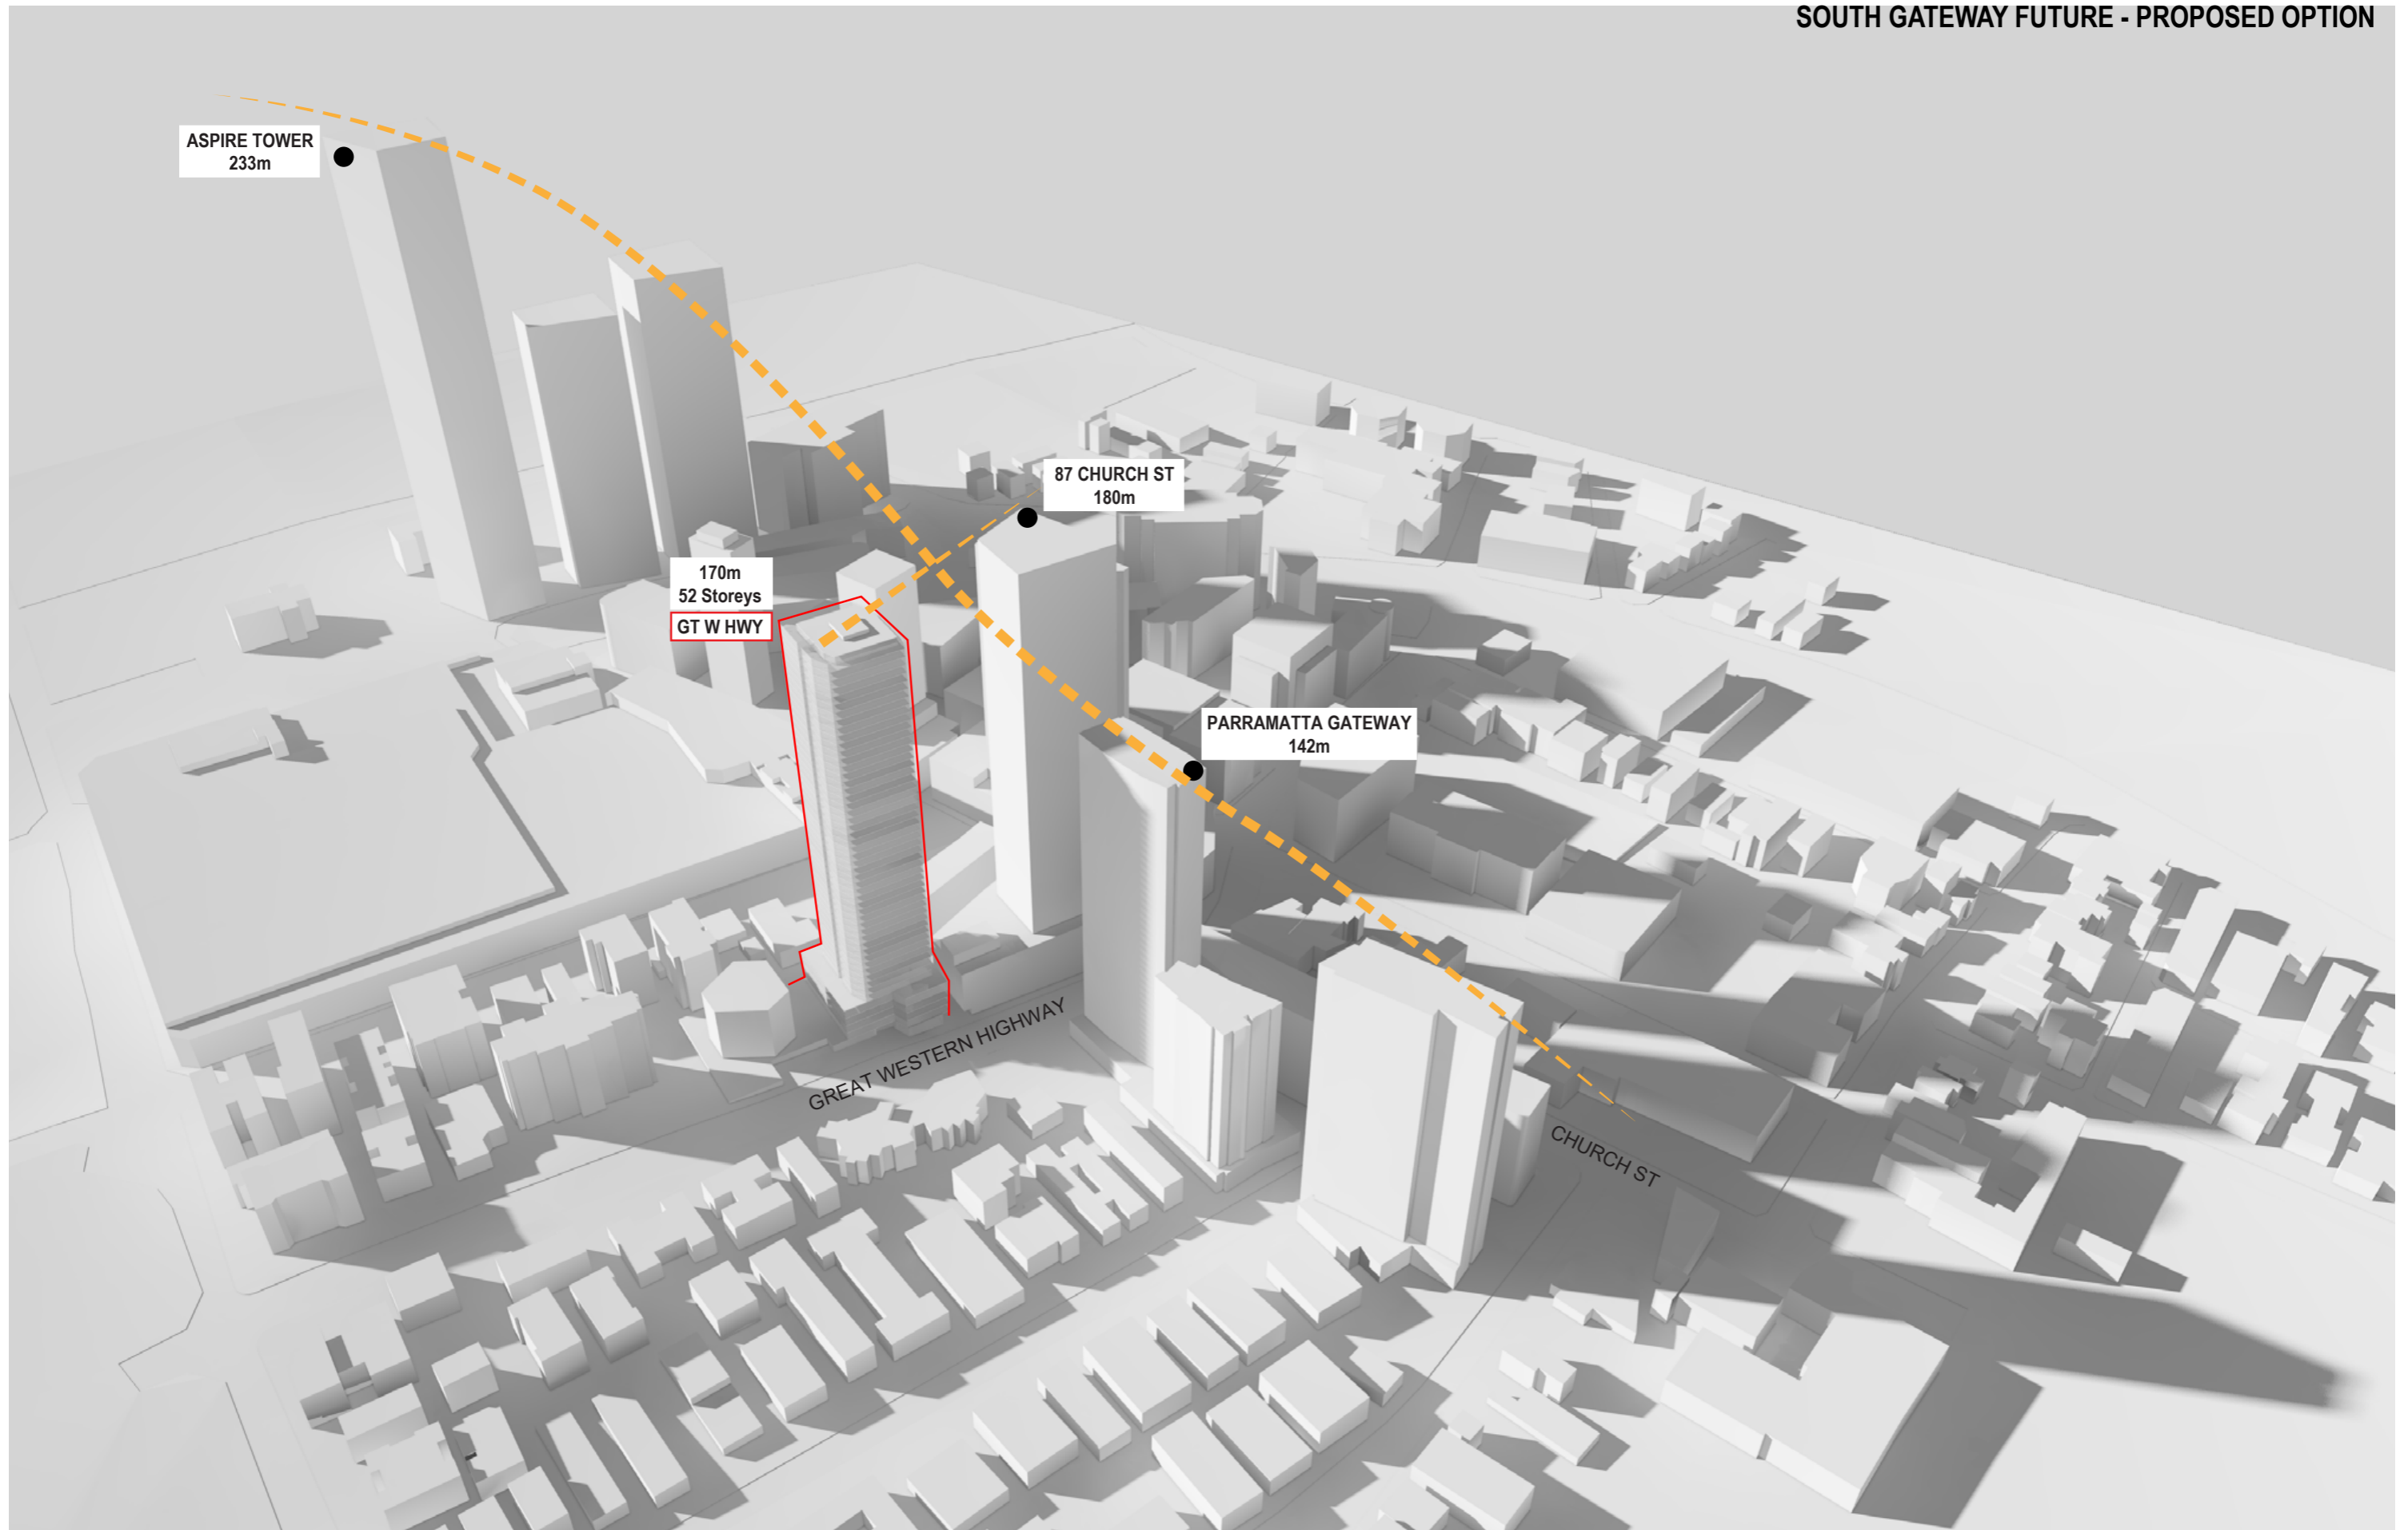 SOUTH GATEWAY FUTURE - PROPOSED OPTION
ASPIRE TOWER
233m
87 CHURCH ST
180m
170m
52 Storeys
GT W HWY
PARRAMATTA GATEWAY
142m
GREAT WESTERN HIGHWAY
CHURCH ST